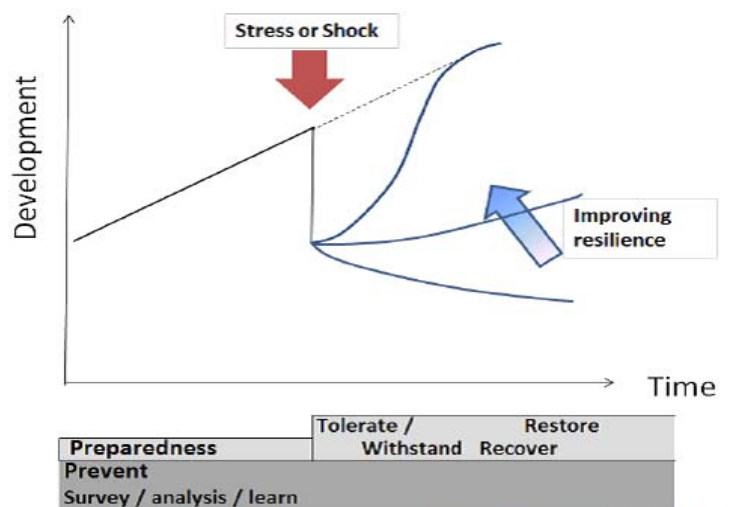 Stress or Shock
Development
Improving
resilience
Time
Tolerate / Restore
Withstand Recover
Preparedness
Prevent
Survey / analysis / learn